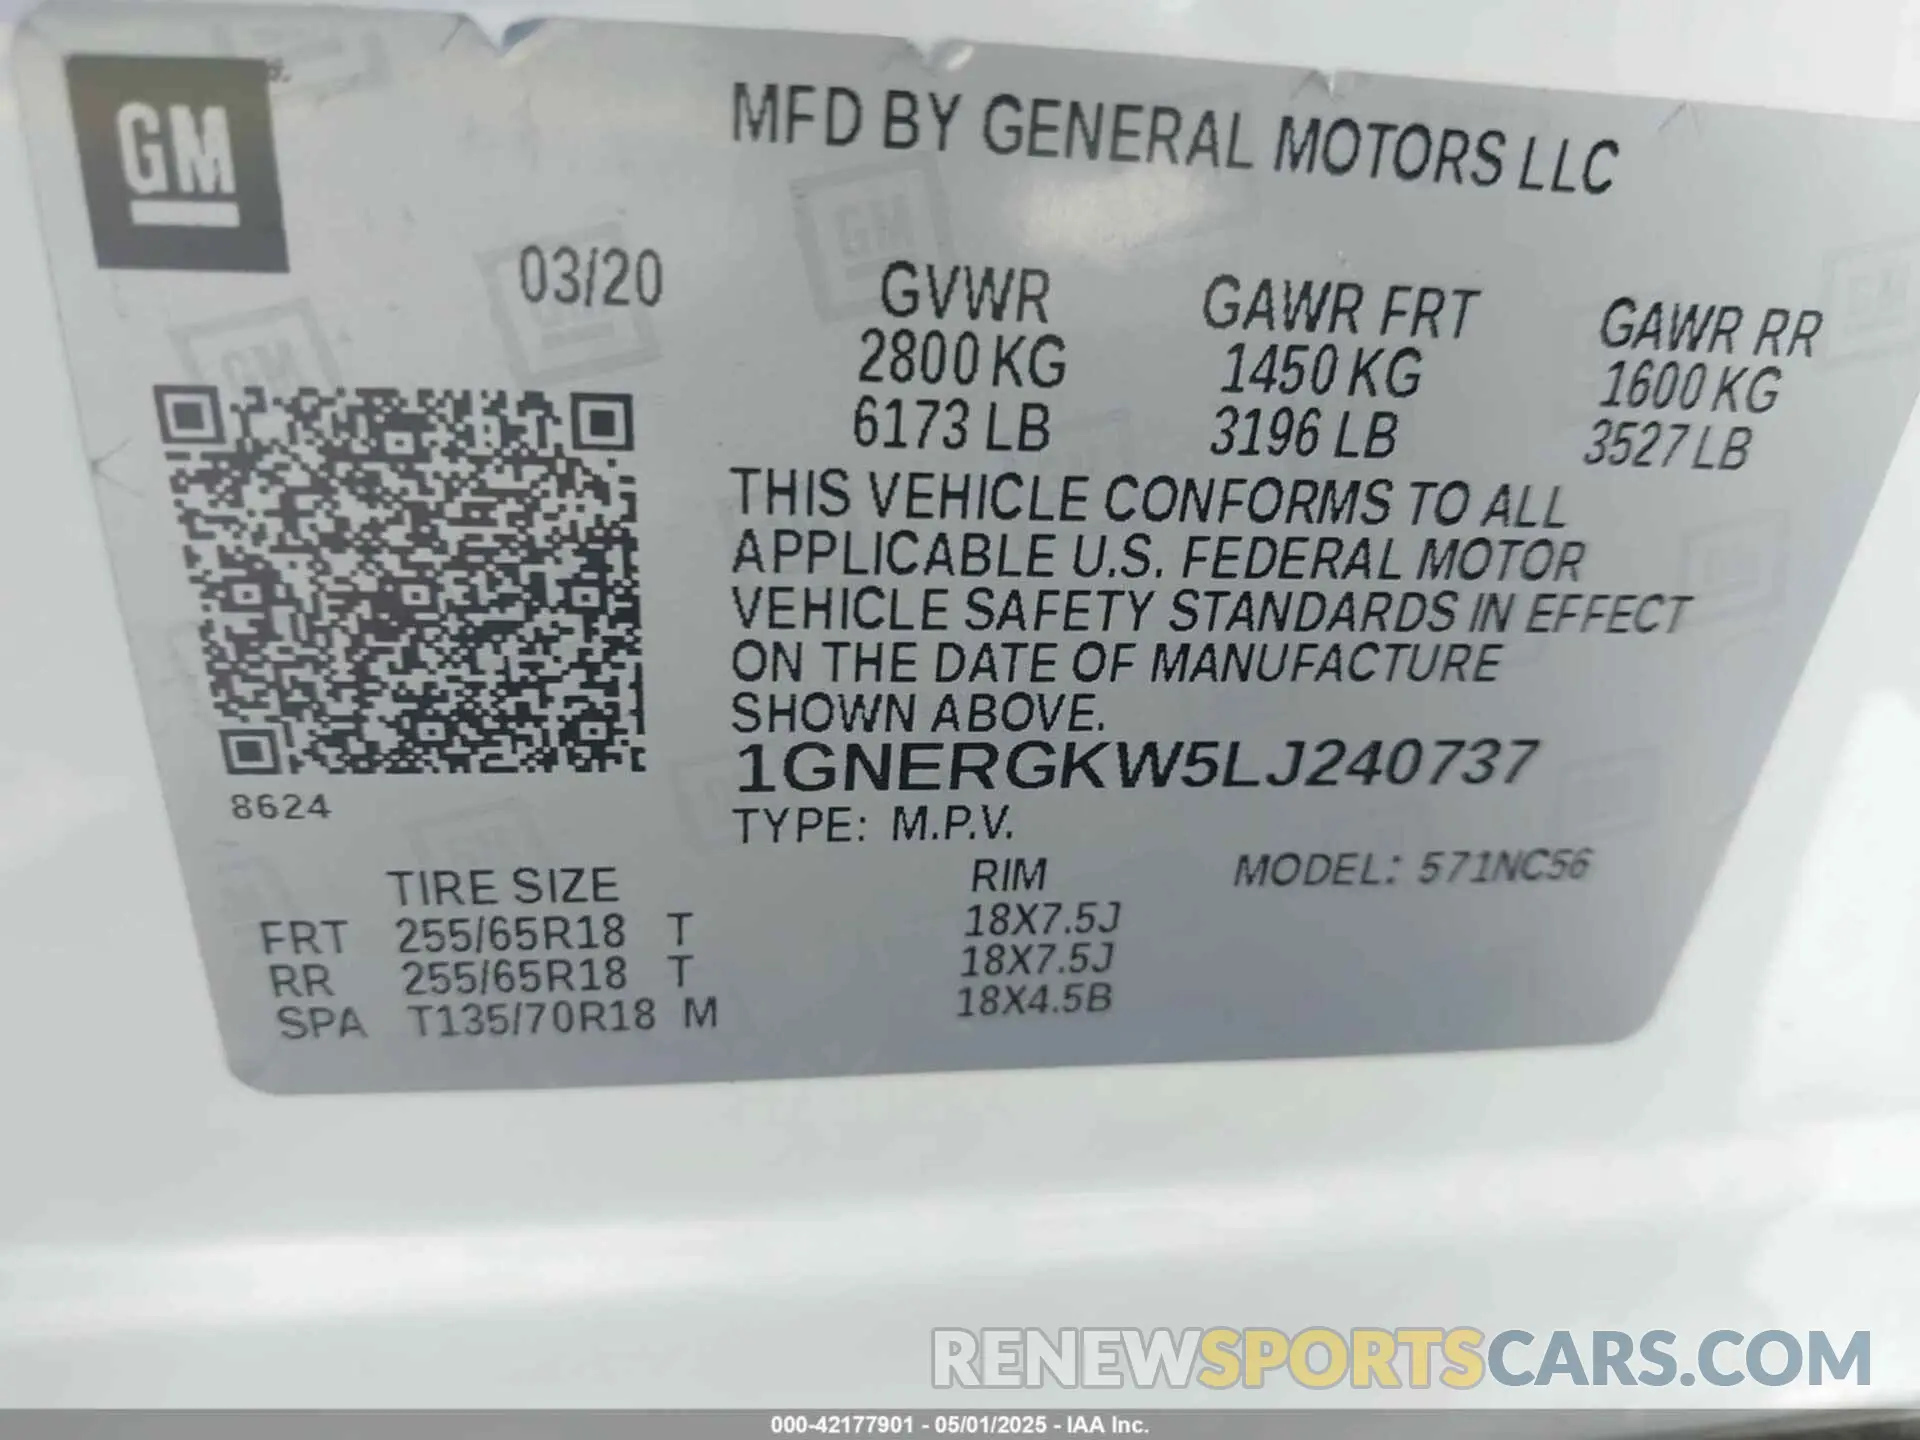 GM
MFD BY GENERAL MOTORS LLC
03/20
GVWR GAWR FRT GAWR RR
2800 KG 1450 KG 1600 KG
6173 LB 3196 LB 3527 LB
THIS VEHICLE CONFORMS TO ALL
APPLICABLE U.S. FEDERAL MOTOR
VEHICLE SAFETY STANDARDS IN EFFECT
ON THE DATE OF MANUFACTURE
SHOWN ABOVE.
1GNERGKW5LJ240737
8624
TYPE: M.P.V.
TIRE SIZE RIM MODEL: 571NC56
FRT 255/65R18 T 18X7.5J
RR 255/65R18 T 18X7.5J
SPA T135/70R18 M 18X4.5B
RENEWSPORTSCARS.COM
000-42177901 - 05/01/2025 - IAA Inc.